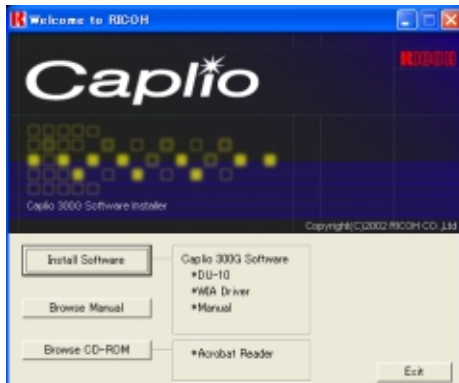 Welcome to RICOH
RICOH
Caplio
Caplio 300G Software Installer
Copyright(C)2002 RICOH CO.,Ltd
Install Software
Caplio 300G Software
*DU-10
*WIA Driver
*Manual
Browse Manual
Browse CD-ROM
*Acrobat Reader
Exit